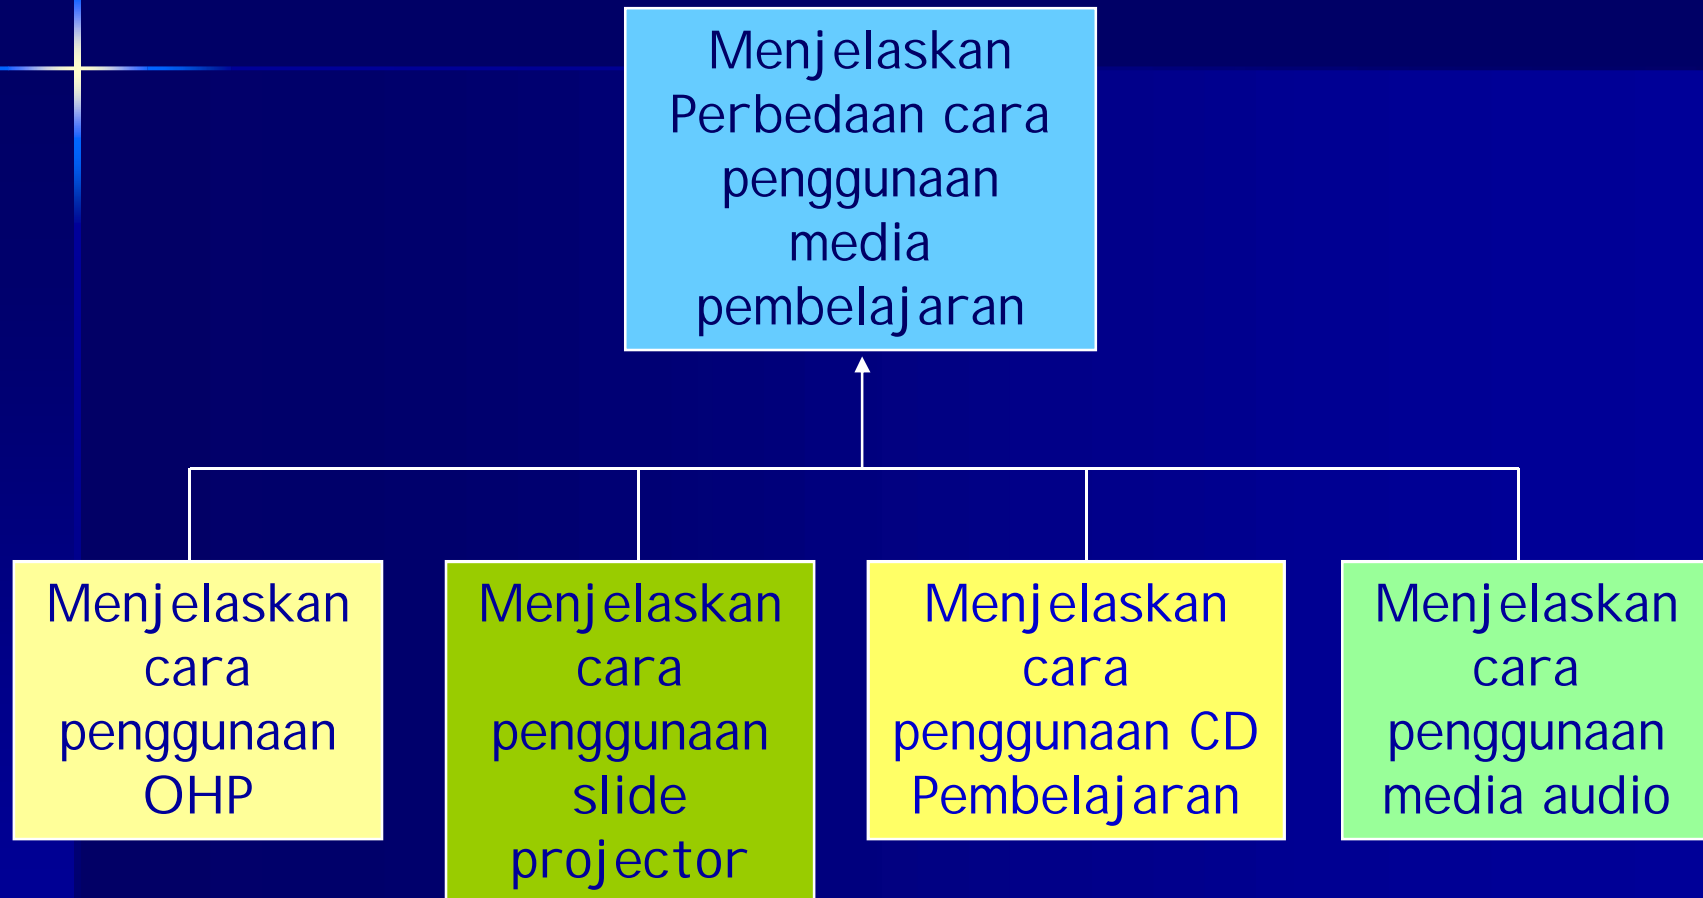 Menjelaskan
Perbedaan cara
penggunaan
media
pembelajaran
Menjelaskan
cara
penggunaan
OHP
Menjelaskan
cara
penggunaan
slide
projector
Menjelaskan
cara
penggunaan CD
Pembelajaran
Menjelaskan
cara
penggunaan
media audio